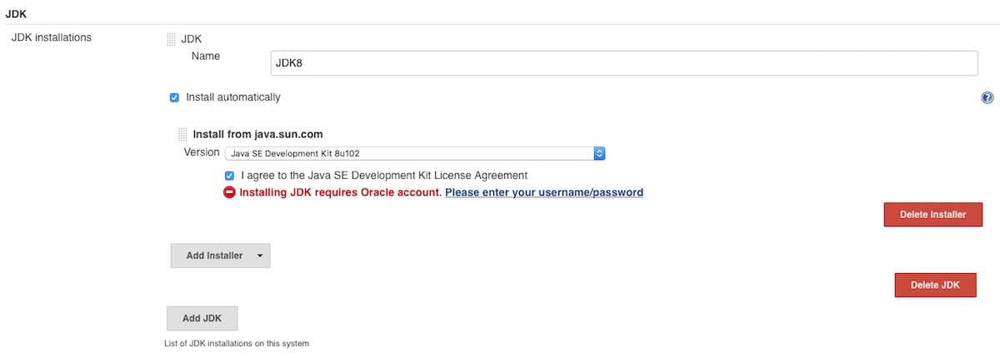 JDK
JDK installations
JDK
Name
JDK8
Install automatically
?
Install from java.sun.com
Version
Java SE Development Kit 8u102
I agree to the Java SE Development Kit License Agreement
Installing JDK requires Oracle account. Please enter your username/password
Delete Installer
Add Installer
Delete JDK
Add JDK
List of JDK installations on this system